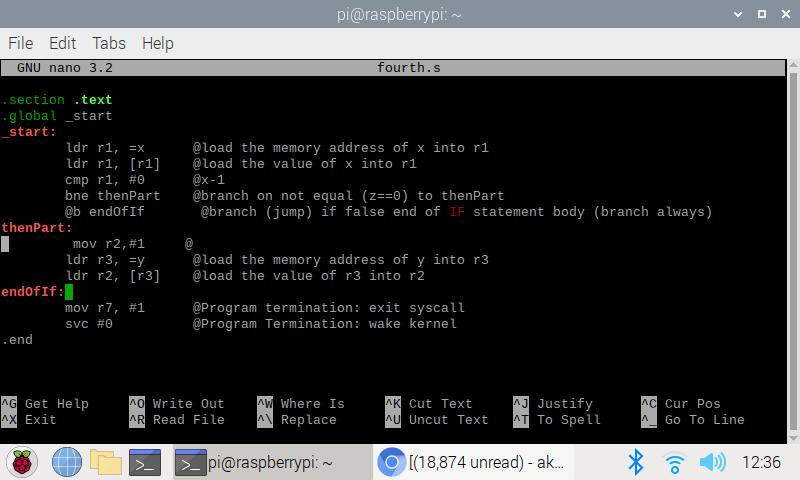 pi@raspberrypi: ~
File Edit Tabs Help
GNU nano 3.2 fourth.s
.section .text
.global _start
_start:
ldr r1, =x @load the memory address of x into r1
ldr r1, [r1] @load the value of x into r1
cmp r1, #0 @x-1
bne thenPart @branch on not equal (z==0) to thenPart
@b endOfIf @branch (jump) if false end of IF statement body (branch always)
thenPart:
mov r2,#1 @
ldr r3, =y @load the memory address of y into r3
ldr r2, [r3] @load the value of r3 into r2
endOfIf:
mov r7, #1 @Program termination: exit syscall
svc #0 @Program Termination: wake kernel
.end
^G Get Help ^O Write Out ^W Where Is ^K Cut Text ^J Justify ^C Cur Pos
^X Exit ^R Read File ^\ Replace ^U Uncut Text ^T To Spell ^_ Go To Line
pi@raspberrypi: ~ [(18,874 unread) - ak... 12:36